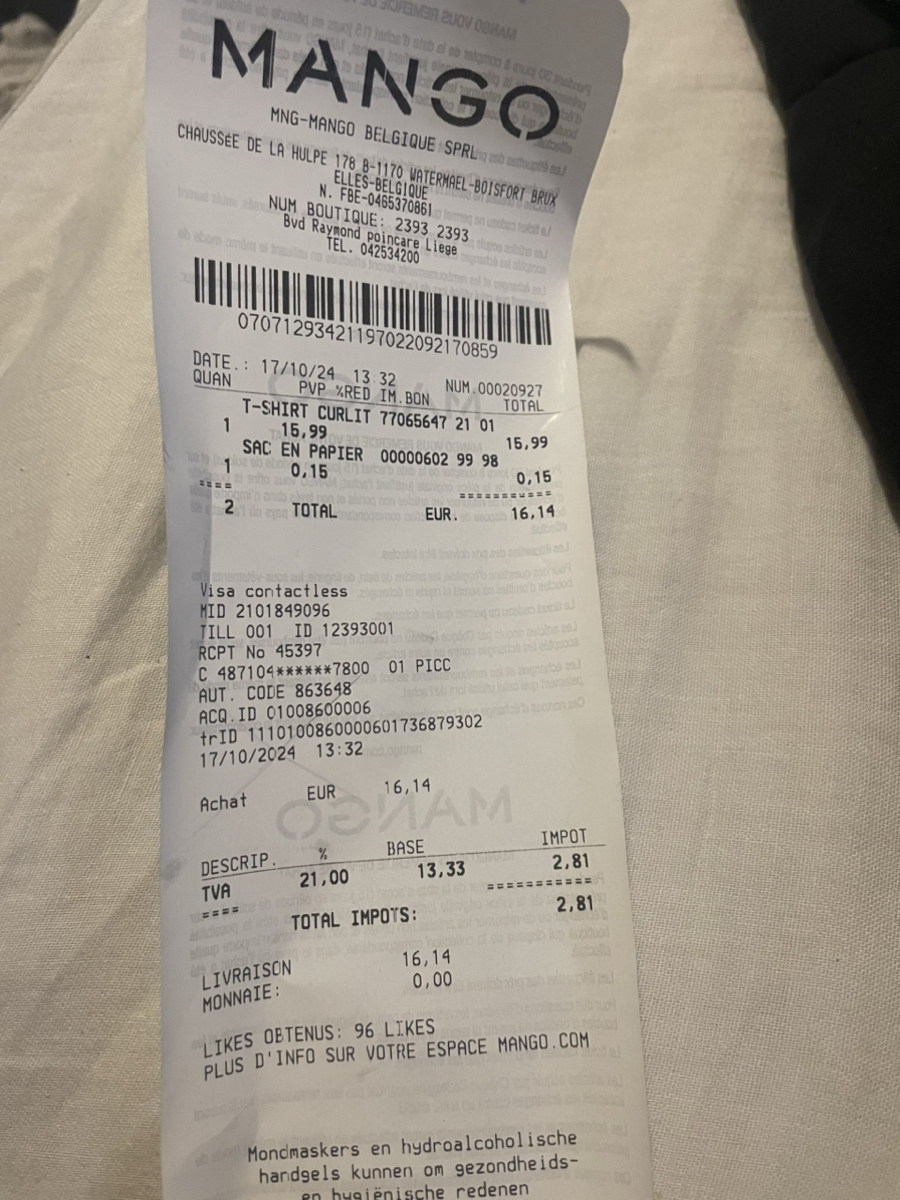 MANGO
MNG-MANGO BELGIQUE SPRL
CHAUSSÉE DE LA HULPE 178 B-1170 WATERMAEL-BOISFORT BRUX
ELLES-BELGIQUE
N. FBE-0465370861
NUM BOUTIQUE: 2393 2393
Bvd Raymond poincare Liege
TEL. 042534200
07071293421197022092170859
DATE.: 17/10/24 13:32 NUM.00020927
QUAN PVP %RED IM.BON TOTAL
T-SHIRT CURLIT 77065647 21 01
1 15,99 15,99
SAC EN PAPIER 00000602 99 98
1 0,15 0,15
==== ===========
2 TOTAL EUR. 16,14
Visa contactless
MID 2101849096
TILL 001 ID 12393001
RCPT No 45397
C 487104******7800 01 PICC
AUT. CODE 863648
ACQ.ID 01008600006
trID 1110100860000601736879302
17/10/2024 13:32
Achat EUR 16,14
DESCRIP. % BASE IMPOT
TVA 21,00 13,33 2,81
==== ===========
TOTAL IMPOTS: 2,81
LIVRAISON 16,14
MONNAIE: 0,00
LIKES OBTENUS: 96 LIKES
PLUS D'INFO SUR VOTRE ESPACE MANGO.COM
Mondmaskers en hydroalcoholische
handgels kunnen om gezondheids-
en hygiënische redenen